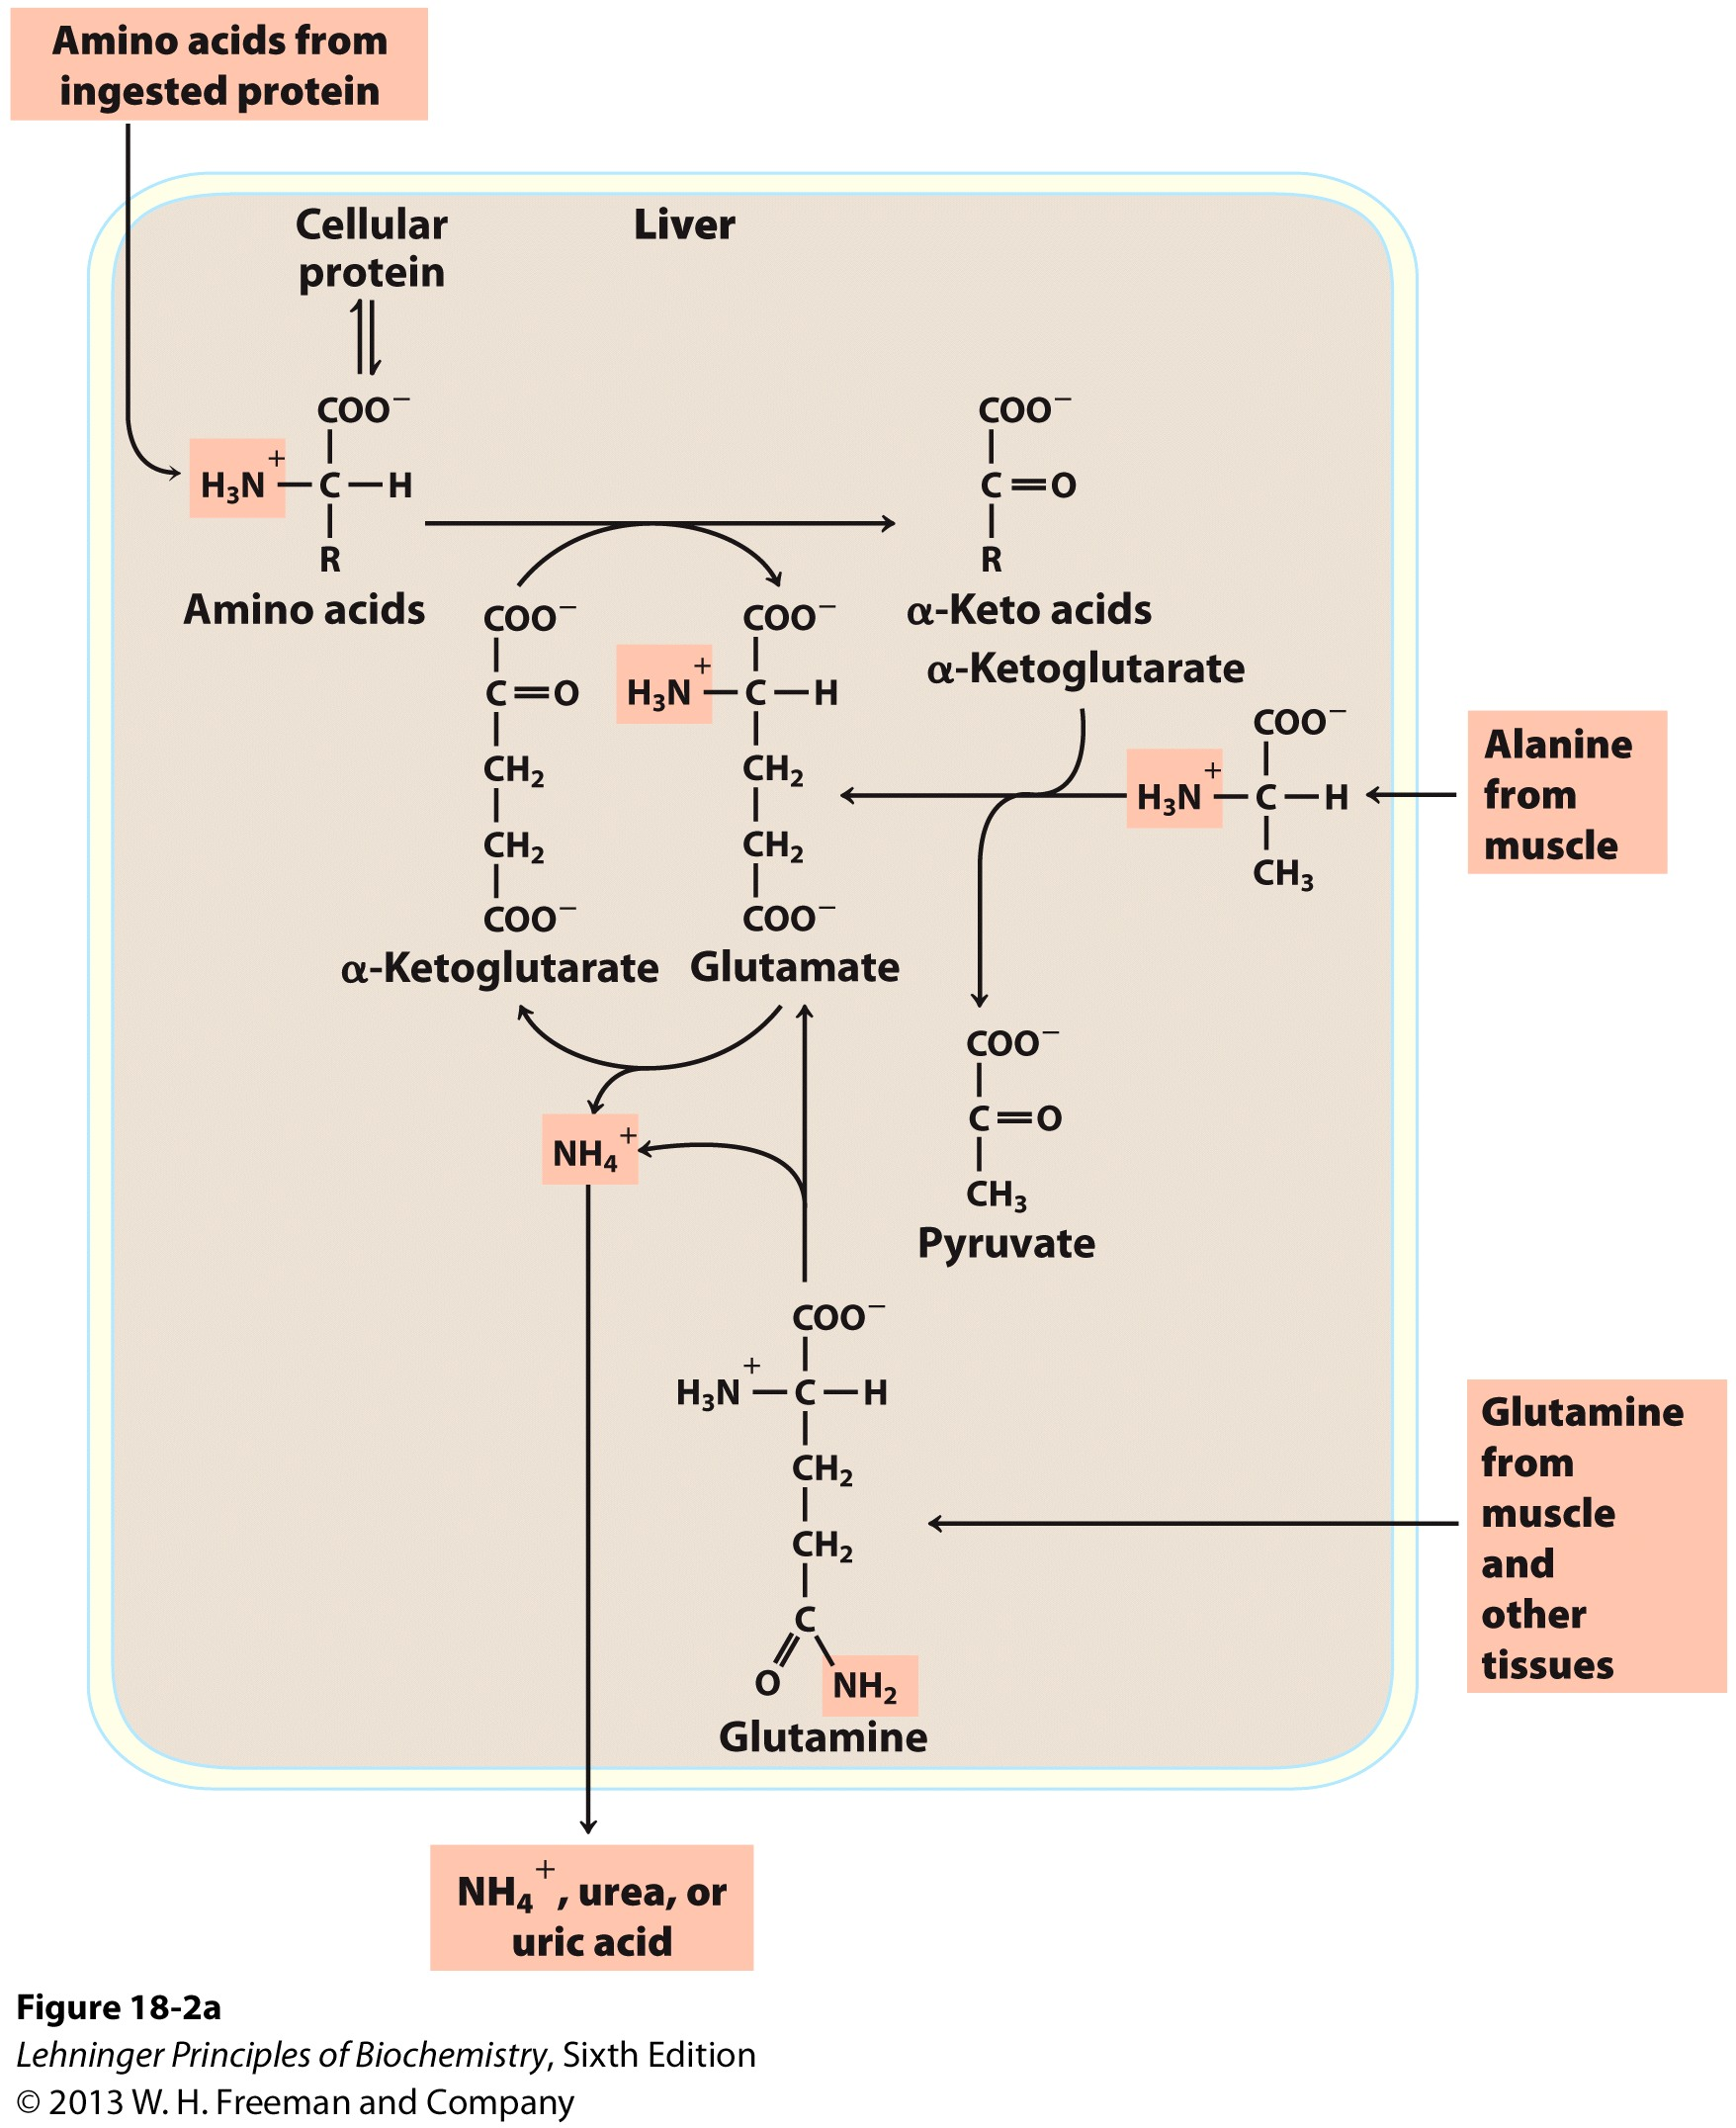 Amino acids from
ingested protein
Cellular
protein
Liver
COO⁻
H₃N⁺—C—H
R
Amino acids
COO⁻
C=O
R
α-Keto acids
COO⁻
C=O
CH₂
CH₂
COO⁻
α-Ketoglutarate
COO⁻
H₃N⁺—C—H
CH₂
CH₂
COO⁻
Glutamate
α-Ketoglutarate
COO⁻
H₃N⁺—C—H
CH₃
Alanine
from
muscle
COO⁻
C=O
CH₃
Pyruvate
NH₄⁺
COO⁻
H₃N⁺—C—H
CH₂
CH₂
C
O NH₂
Glutamine
Glutamine
from
muscle
and
other
tissues
NH₄⁺, urea, or
uric acid
Figure 18-2a
Lehninger Principles of Biochemistry, Sixth Edition
© 2013 W. H. Freeman and Company